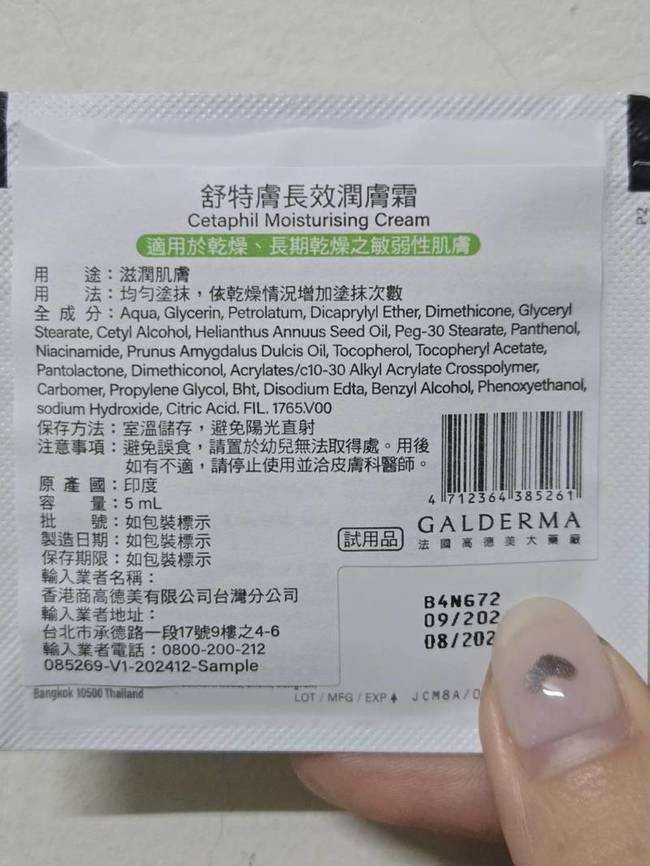 舒特膚長效潤膚霜
Cetaphil Moisturising Cream
適用於乾燥、長期乾燥之敏弱性肌膚
用　　途：滋潤肌膚
用　　法：均勻塗抹，依乾燥情況增加塗抹次數
全 成 分：Aqua, Glycerin, Petrolatum, Dicaprylyl Ether, Dimethicone, Glyceryl
Stearate, Cetyl Alcohol, Helianthus Annuus Seed Oil, Peg-30 Stearate, Panthenol,
Niacinamide, Prunus Amygdalus Dulcis Oil, Tocopherol, Tocopheryl Acetate,
Pantolactone, Dimethiconol, Acrylates/c10-30 Alkyl Acrylate Crosspolymer,
Carbomer, Propylene Glycol, Bht, Disodium Edta, Benzyl Alcohol, Phenoxyethanol,
sodium Hydroxide, Citric Acid. FIL. 1765.V00
保存方法：室溫儲存，避免陽光直射
注意事項：避免誤食，請置於幼兒無法取得處。用後
如有不適，請停止使用並洽皮膚科醫師。
原 產 國：印度
容　　量：5 mL
批　　號：如包裝標示
製造日期：如包裝標示
保存期限：如包裝標示
輸入業者名稱：
香港商高德美有限公司台灣分公司
輸入業者地址：
台北市承德路一段17號9樓之4-6
輸入業者電話：0800-200-212
085269-V1-202412-Sample
4 712364 385261
試用品
GALDERMA
法國高德美大藥廠
B4N672
09/202
08/202
Bangkok 10500 Thailand
LOT / MFG / EXP JCM8A/0
P2